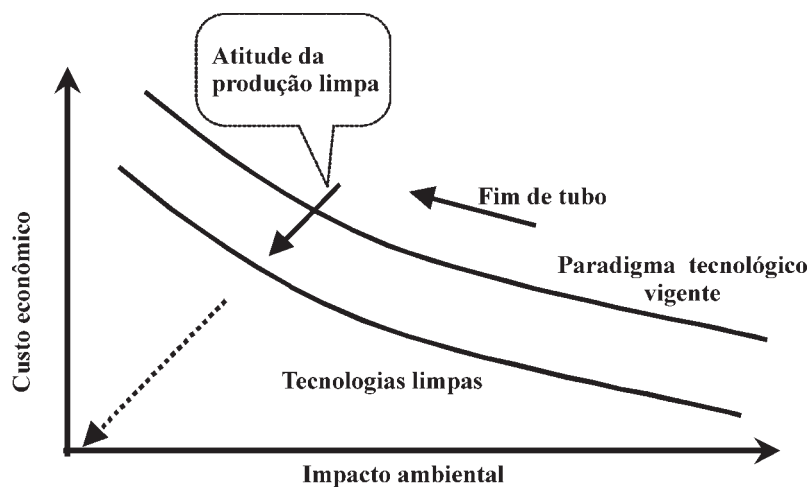 Atitude da
produção limpa
Fim de tubo
Paradigma tecnológico
vigente
Custo econômico
Tecnologias limpas
Impacto ambiental